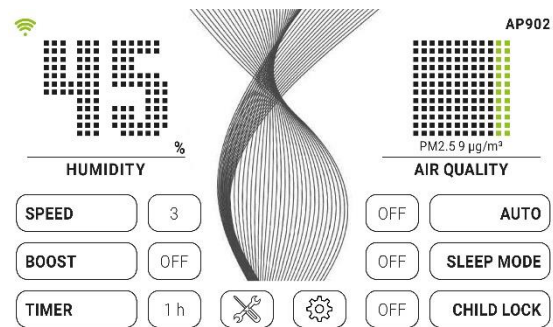 AP902
45
%
HUMIDITY
PM2.5 9 µg/m³
AIR QUALITY
SPEED 3
OFF AUTO
BOOST OFF
OFF SLEEP MODE
TIMER 1 h
OFF CHILD LOCK